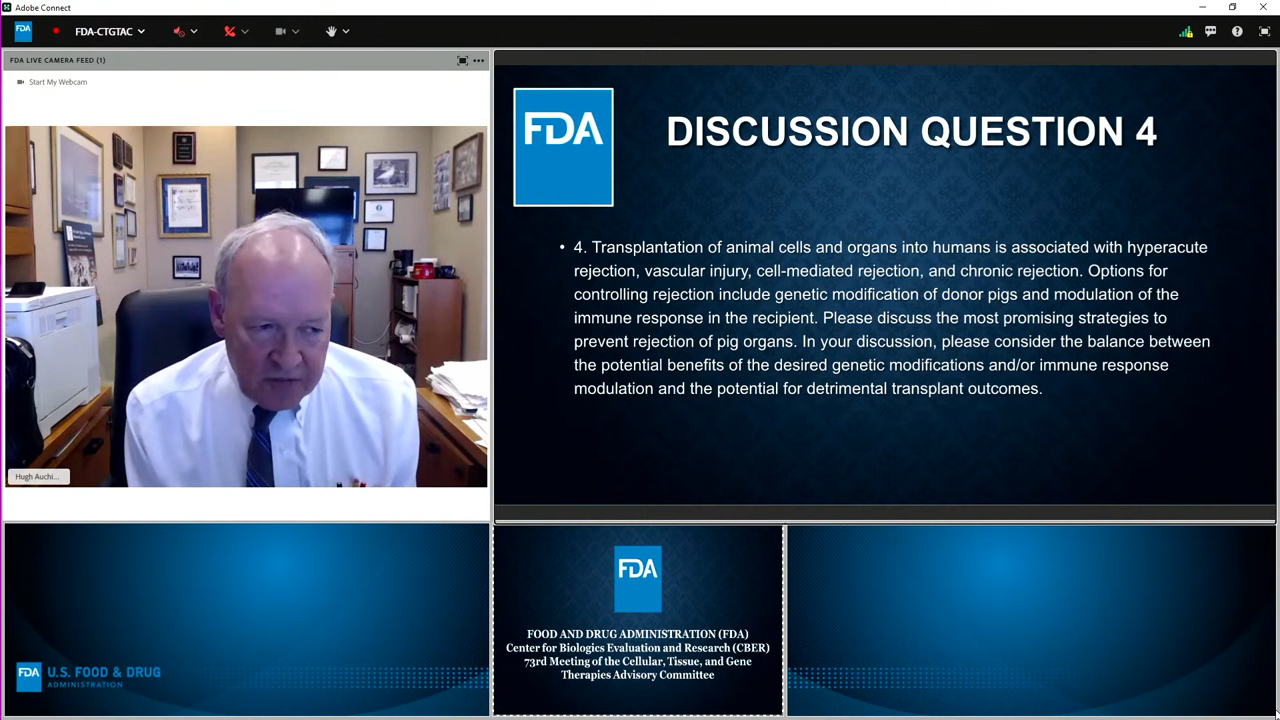 Adobe Connect
FDA
FDA-CTGTAC
FDA LIVE CAMERA FEED (1)
Start My Webcam
Hugh Auchi...
FDA
DISCUSSION QUESTION 4
• 4. Transplantation of animal cells and organs into humans is associated with hyperacute
rejection, vascular injury, cell-mediated rejection, and chronic rejection. Options for
controlling rejection include genetic modification of donor pigs and modulation of the
immune response in the recipient. Please discuss the most promising strategies to
prevent rejection of pig organs. In your discussion, please consider the balance between
the potential benefits of the desired genetic modifications and/or immune response
modulation and the potential for detrimental transplant outcomes.
FDA
U.S. FOOD & DRUG
ADMINISTRATION
FDA
FOOD AND DRUG ADMINISTRATION (FDA)
Center for Biologics Evaluation and Research (CBER)
73rd Meeting of the Cellular, Tissue, and Gene
Therapies Advisory Committee